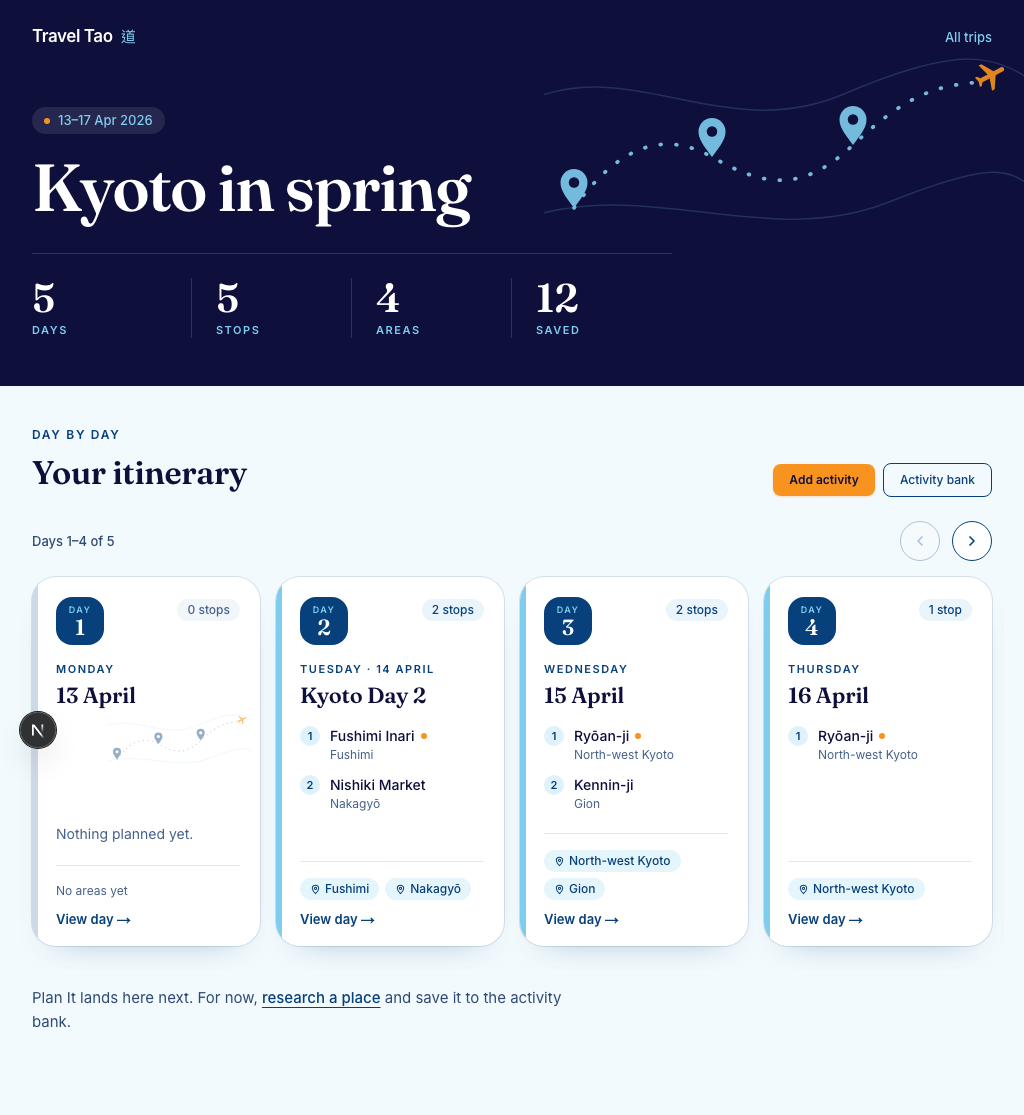 Travel Tao 道
All trips
13–17 Apr 2026
Kyoto in spring
5
DAYS
5
STOPS
4
AREAS
12
SAVED
DAY BY DAY
Your itinerary
Add activity
Activity bank
Days 1–4 of 5
DAY
1
0 stops
MONDAY
13 April
Nothing planned yet.
No areas yet
View day →
DAY
2
2 stops
TUESDAY · 14 APRIL
Kyoto Day 2
1 Fushimi Inari
Fushimi
2 Nishiki Market
Nakagyō
Fushimi
Nakagyō
View day →
DAY
3
2 stops
WEDNESDAY
15 April
1 Ryōan-ji
North-west Kyoto
2 Kennin-ji
Gion
North-west Kyoto
Gion
View day →
DAY
4
1 stop
THURSDAY
16 April
1 Ryōan-ji
North-west Kyoto
North-west Kyoto
View day →
N
Plan It lands here next. For now, research a place and save it to the activity
bank.